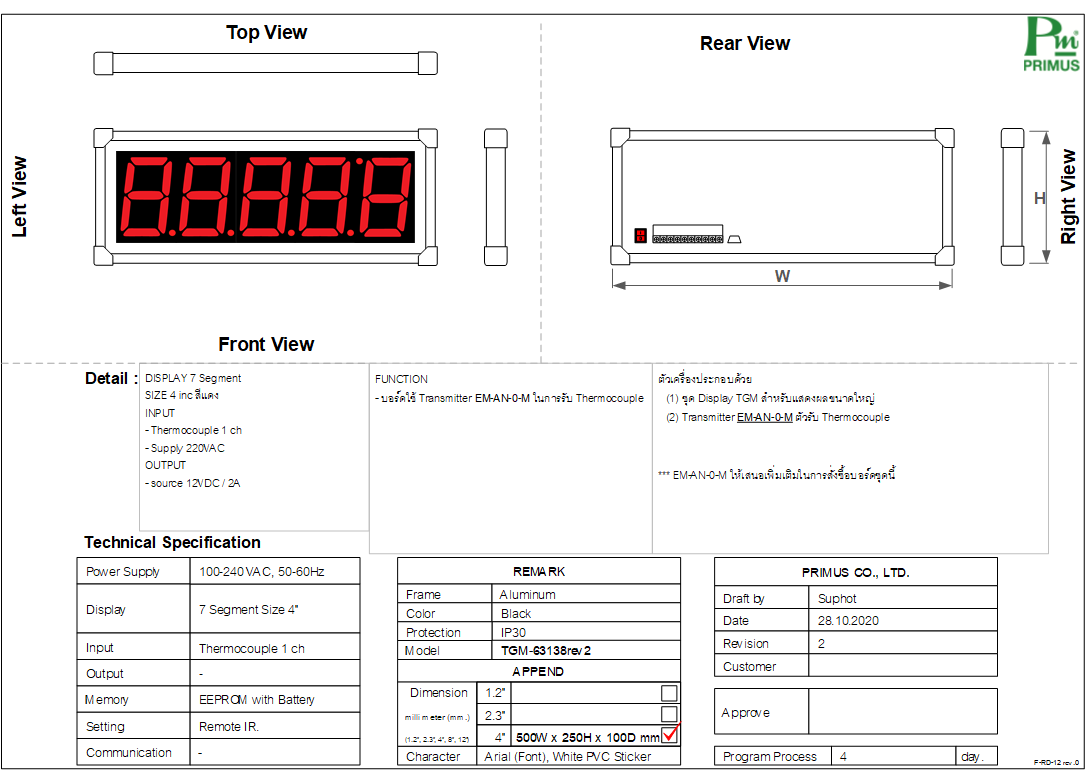 Top View
Rear View
Pm®
PRIMUS
Left View
Right View
H
W
Front View
Detail :
DISPLAY 7 Segment
SIZE 4 inc สีแดง
INPUT
- Thermocouple 1 ch
- Supply 220VAC
OUTPUT
- source 12VDC / 2A
FUNCTION
- บอร์ดใช้ Transmitter EM-AN-0-M ในการรับ Thermocouple
ตัวเครื่องประกอบด้วย
(1) ชุด Display TGM สำหรับแสดงผลขนาดใหญ่
(2) Transmitter EM-AN-0-M ตัวรับ Thermocouple
*** EM-AN-0-M ให้เสนอเพิ่มเติมในการสั่งซื้อบอร์ดชุดนี้
Technical Specification
Power Supply 100-240VAC, 50-60Hz
Display 7 Segment Size 4"
Input Thermocouple 1 ch
Output -
Memory EEPROM with Battery
Setting Remote IR.
Communication -
REMARK
Frame Aluminum
Color Black
Protection IP30
Model TGM-63138rev2
APPEND
Dimension 1.2"
millimeter (mm.) 2.3"
(1.2", 2.3", 4", 8", 12") 4" 500W x 250H x 100D mm
Character Arial (Font), White PVC Sticker
PRIMUS CO., LTD.
Draft by Suphot
Date 28.10.2020
Revision 2
Customer
Approve
Program Process 4 day.
F-RD-12 rev.0